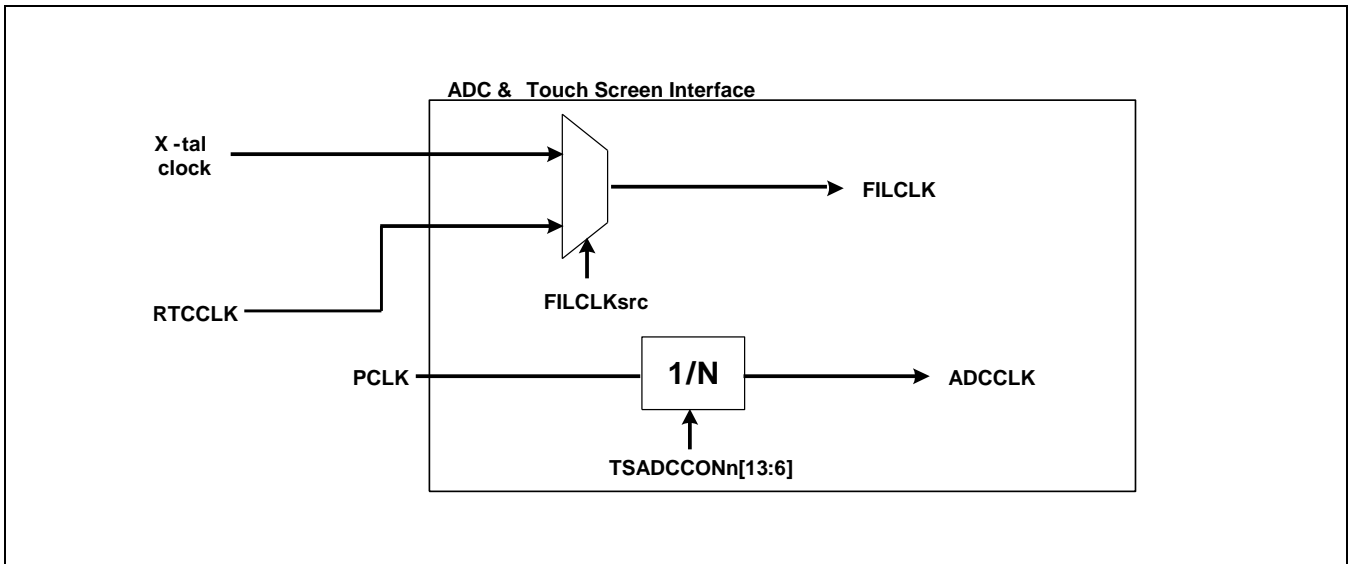 ADC & Touch Screen Interface
X -tal
clock
FILCLK
FILCLKsrc
RTCCLK
PCLK
1/N
ADCCLK
TSADCCONn[13:6]